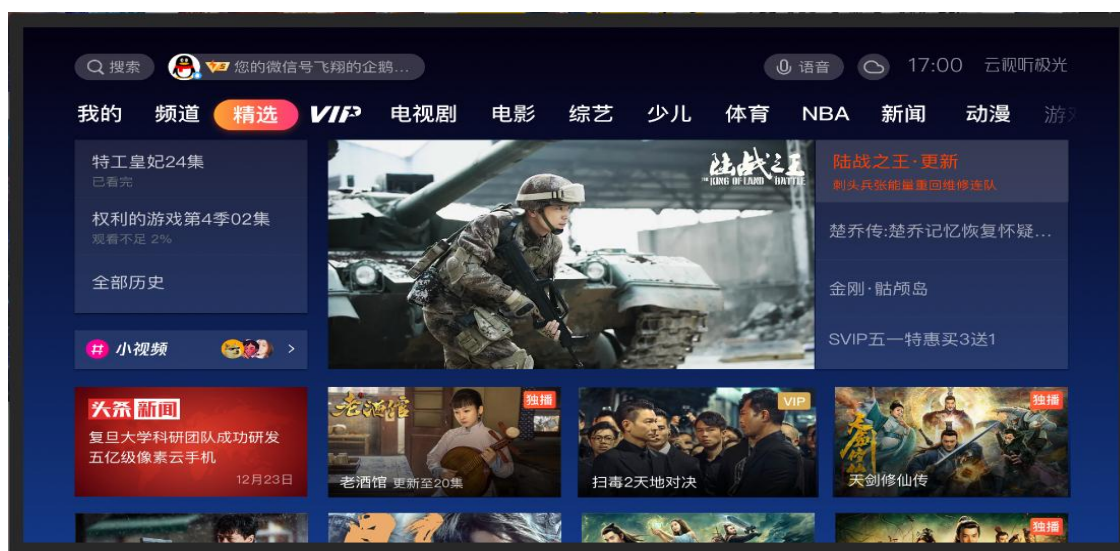 搜索
V3 您的微信号飞翔的企鹅...
语音
17:00
云视听极光
我的 频道 精选 VIP 电视剧 电影 综艺 少儿 体育 NBA 新闻 动漫 游
特工皇妃24集
已看完
权利的游戏第4季02集
观看不足 2%
全部历史
小视频
陆战之王
THE KING OF LAND BATTLE
陆战之王·更新
刺头兵张能量重回维修连队
楚乔传:楚乔记忆恢复怀疑...
金刚·骷颅岛
SVIP五一特惠买3送1
头条新闻
复旦大学科研团队成功研发
五亿级像素云手机
12月23日
老酒馆
独播
老酒馆 更新至20集
VIP
扫毒2天地对决
独播
天剑修仙传
天剑修仙传
独播